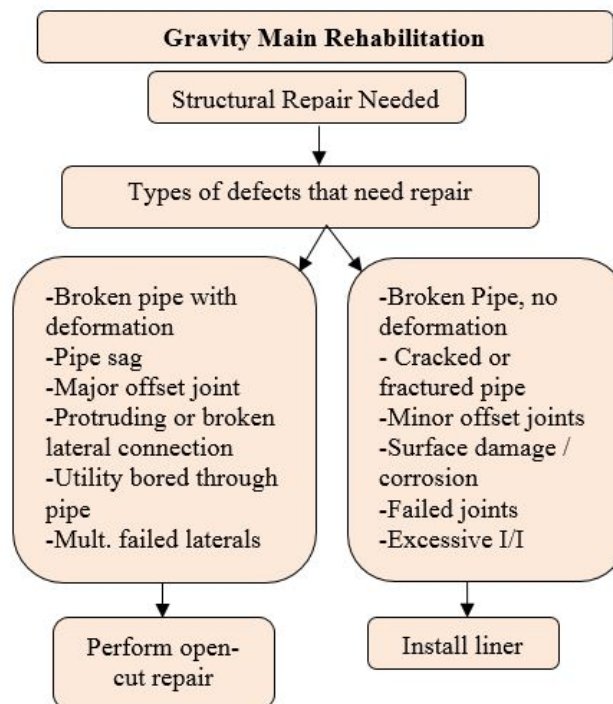 Gravity Main Rehabilitation
Structural Repair Needed
Types of defects that need repair
-Broken pipe with
deformation
-Pipe sag
-Major offset joint
-Protruding or broken
lateral connection
-Utility bored through
pipe
-Mult. failed laterals
-Broken Pipe, no
deformation
- Cracked or
fractured pipe
-Minor offset joints
-Surface damage /
corrosion
-Failed joints
-Excessive I/I
Perform open-
cut repair
Install liner